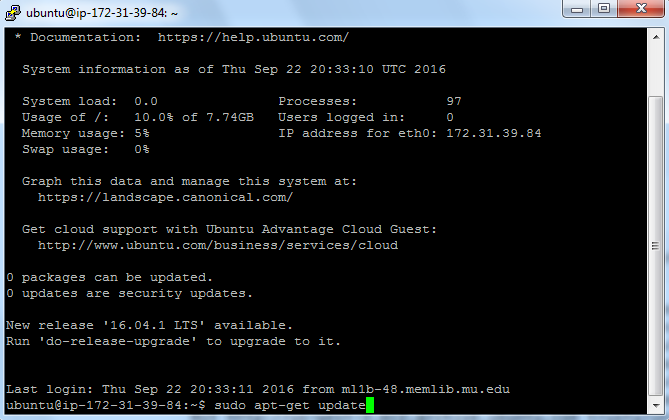 ubuntu@ip-172-31-39-84: ~
* Documentation:  https://help.ubuntu.com/
System information as of Thu Sep 22 20:33:10 UTC 2016
System load:  0.0               Processes:           97
Usage of /:   10.0% of 7.74GB   Users logged in:     0
Memory usage: 5%                IP address for eth0: 172.31.39.84
Swap usage:   0%
Graph this data and manage this system at:
https://landscape.canonical.com/
Get cloud support with Ubuntu Advantage Cloud Guest:
http://www.ubuntu.com/business/services/cloud
0 packages can be updated.
0 updates are security updates.
New release '16.04.1 LTS' available.
Run 'do-release-upgrade' to upgrade to it.
Last login: Thu Sep 22 20:33:11 2016 from ml1b-48.memlib.mu.edu
ubuntu@ip-172-31-39-84:~$ sudo apt-get update